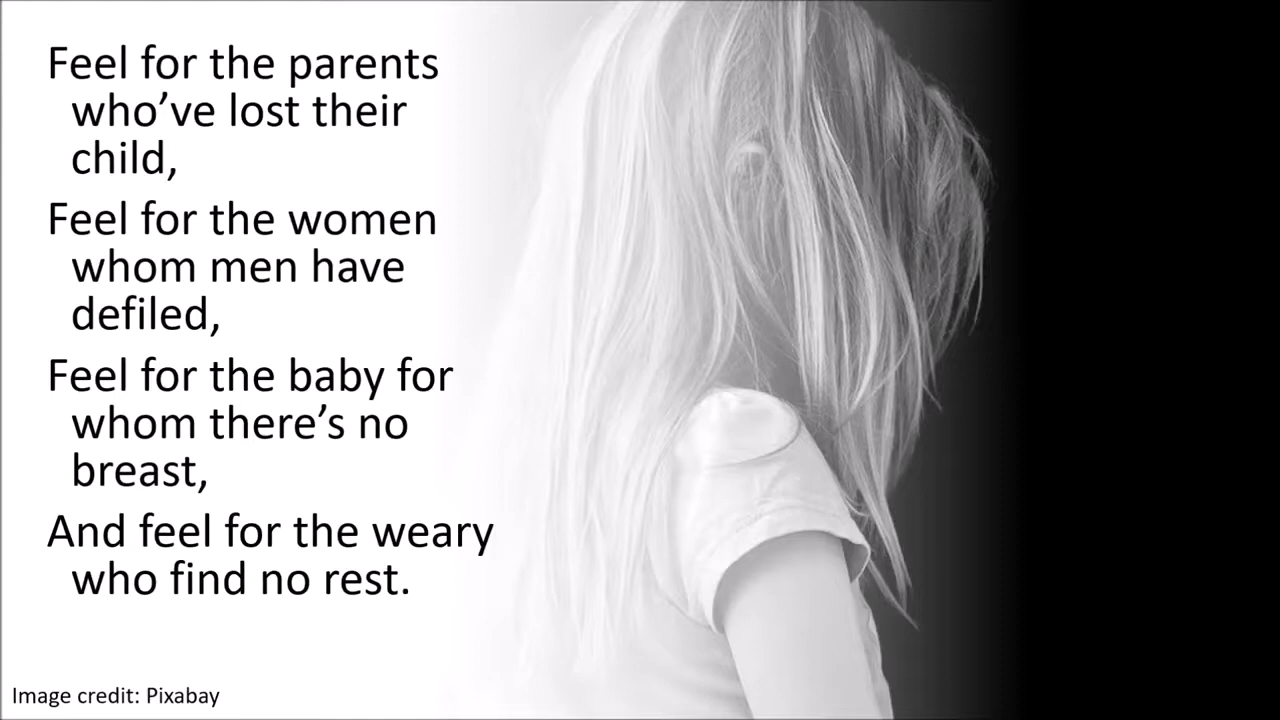 Feel for the parents
who’ve lost their
child,
Feel for the women
whom men have
defiled,
Feel for the baby for
whom there’s no
breast,
And feel for the weary
who find no rest.
Image credit: Pixabay